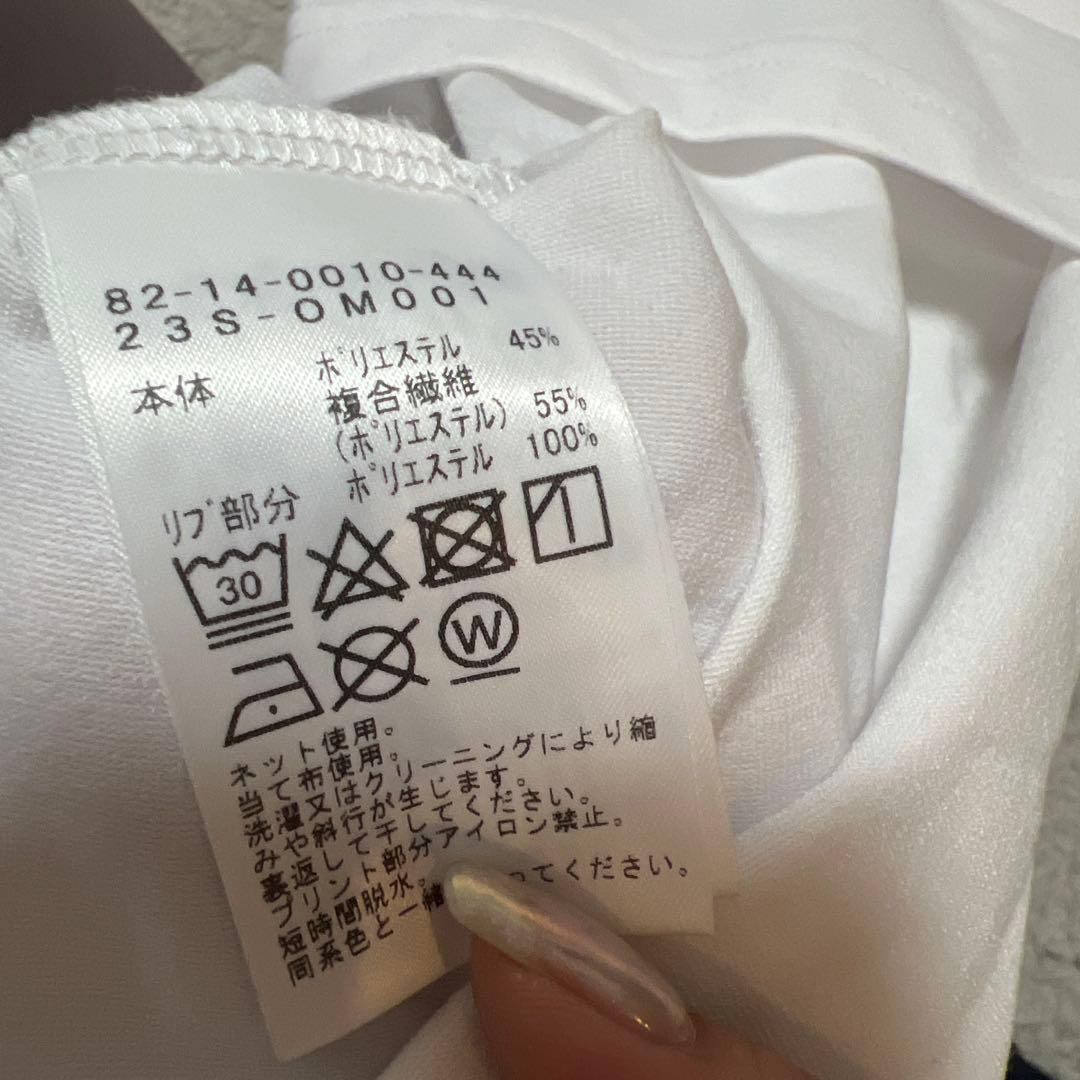 82-14-0010-444
23S-OM001
本体 ポリエステル 45%
複合繊維
(ポリエステル) 55%
リブ部分 ポリエステル 100%
30
W
ネット使用。
当て布使用。
洗濯又はクリーニングにより縮
みや斜行が生じます。
裏返して干してください。
プリント部分アイロン禁止。
短時間脱水。
同系色と一緒 ってください。